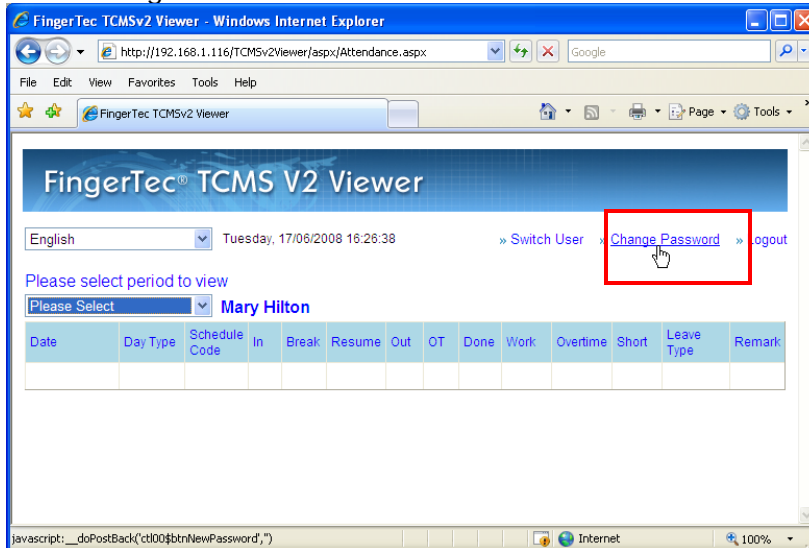 FingerTec TCMSv2 Viewer - Windows Internet Explorer
http://192.168.1.116/TCMSv2Viewer/aspx/Attendance.aspx
Google
File Edit View Favorites Tools Help
FingerTec TCMSv2 Viewer
Page Tools
FingerTec® TCMS V2 Viewer
English Tuesday, 17/06/2008 16:26:38 » Switch User » Change Password » Logout
Please select period to view
Please Select Mary Hilton
Date Day Type Schedule Code In Break Resume Out OT Done Work Overtime Short Leave Type Remark
javascript:__doPostBack('ctl00$btnNewPassword','') Internet 100%